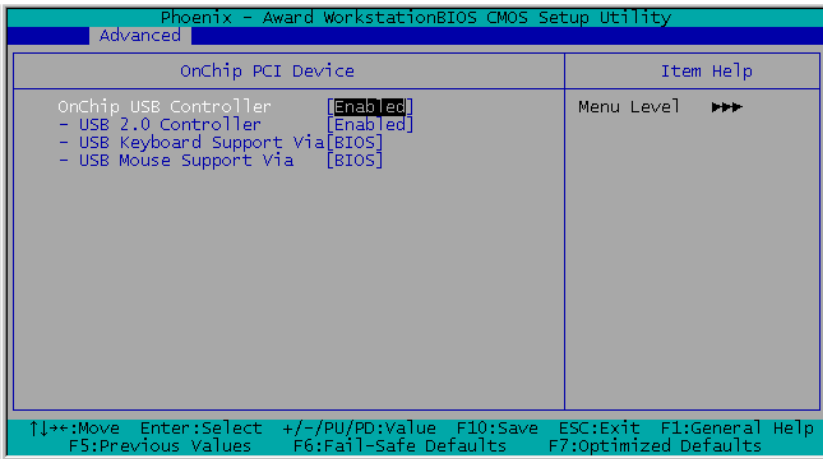 Phoenix - Award WorkstationBIOS CMOS Setup Utility
Advanced
OnChip PCI Device
Item Help
OnChip USB Controller [Enabled]
- USB 2.0 Controller [Enabled]
- USB Keyboard Support Via[BIOS]
- USB Mouse Support Via [BIOS]
Menu Level ▶▶▶
↑↓→←:Move Enter:Select +/-/PU/PD:Value F10:Save ESC:Exit F1:General Help
F5:Previous Values F6:Fail-Safe Defaults F7:Optimized Defaults